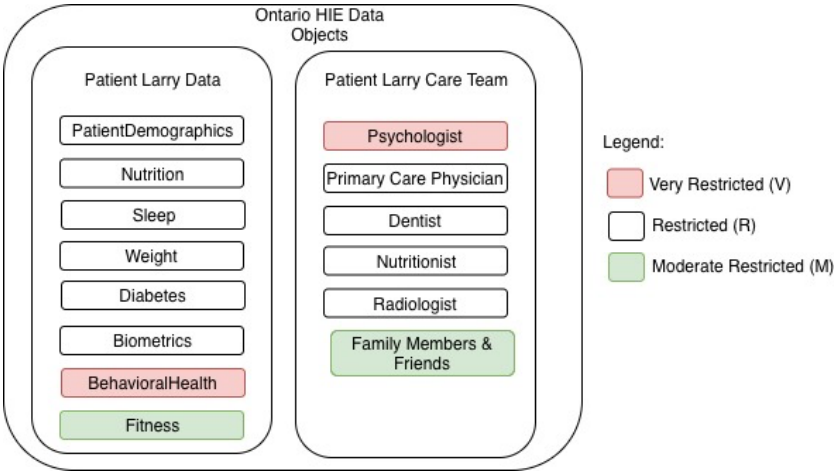 Ontario HIE Data
Objects
Patient Larry Data
PatientDemographics
Nutrition
Sleep
Weight
Diabetes
Biometrics
BehavioralHealth
Fitness
Patient Larry Care Team
Psychologist
Primary Care Physician
Dentist
Nutritionist
Radiologist
Family Members &
Friends
Legend:
Very Restricted (V)
Restricted (R)
Moderate Restricted (M)